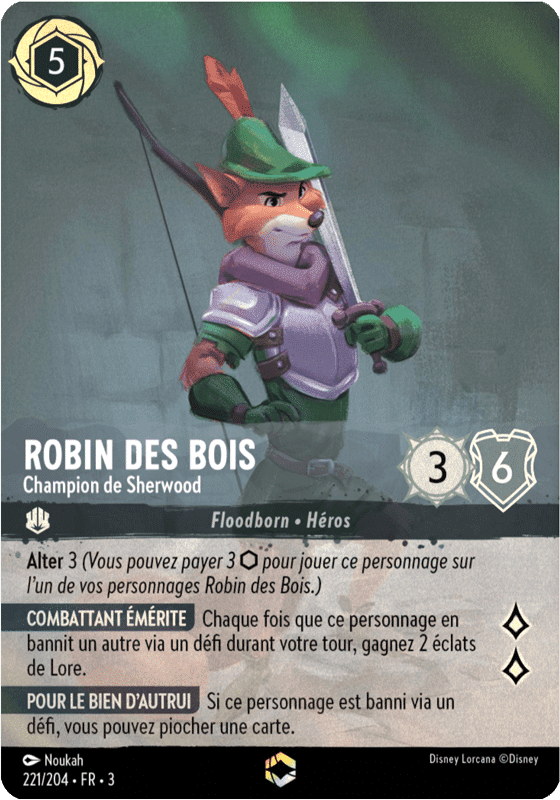 5
ROBIN DES BOIS
Champion de Sherwood
3
6
Floodborn • Héros
Alter 3 (Vous pouvez payer 3 ⬡ pour jouer ce personnage sur
l'un de vos personnages Robin des Bois.)
COMBATTANT ÉMÉRITE Chaque fois que ce personnage en
bannit un autre via un défi durant votre tour, gagnez 2 éclats
de Lore.
POUR LE BIEN D'AUTRUI Si ce personnage est banni via un
défi, vous pouvez piocher une carte.
Noukah
Disney Lorcana ©Disney
221/204 • FR • 3